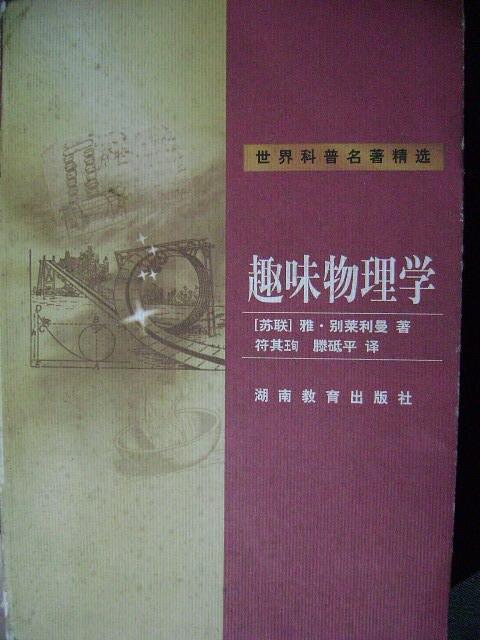 世界科普名著精选
趣味物理学
[苏联] 雅·别莱利曼 著
符其珣 滕砥平 译
湖南教育出版社